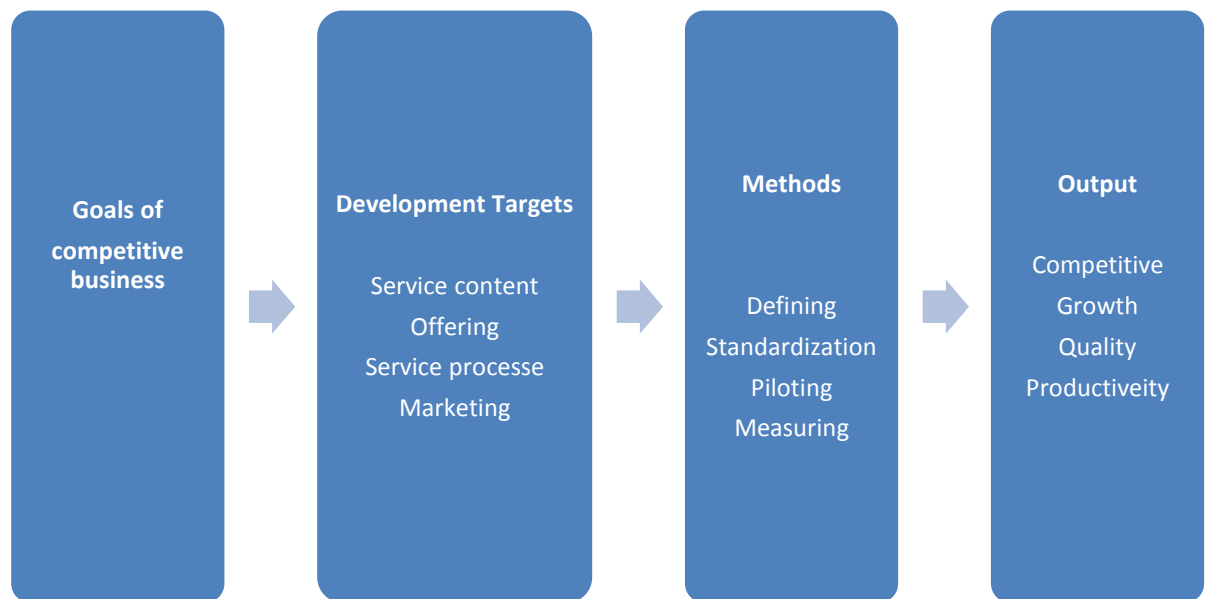 Goals of
competitive
business
Development Targets
Service content
Offering
Service processe
Marketing
Methods
Defining
Standardization
Piloting
Measuring
Output
Competitive
Growth
Quality
Productiveity